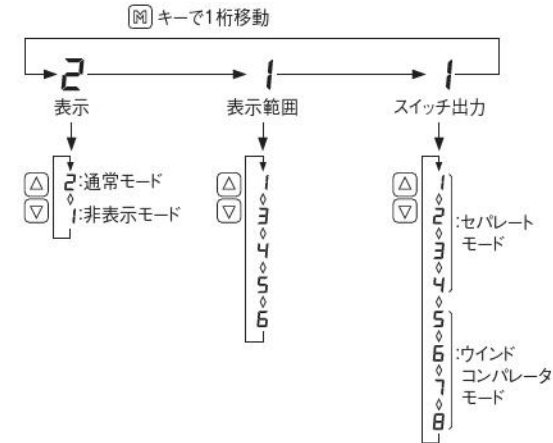 Ⓜ キーで1桁移動
2 1 1
表示 表示範囲 スイッチ出力
2:通常モード
1:非表示モード
1
3
4
5
6
1
2
3
4
:セパレート
モード
5
6
7
8
:ウインド
コンパレータ
モード